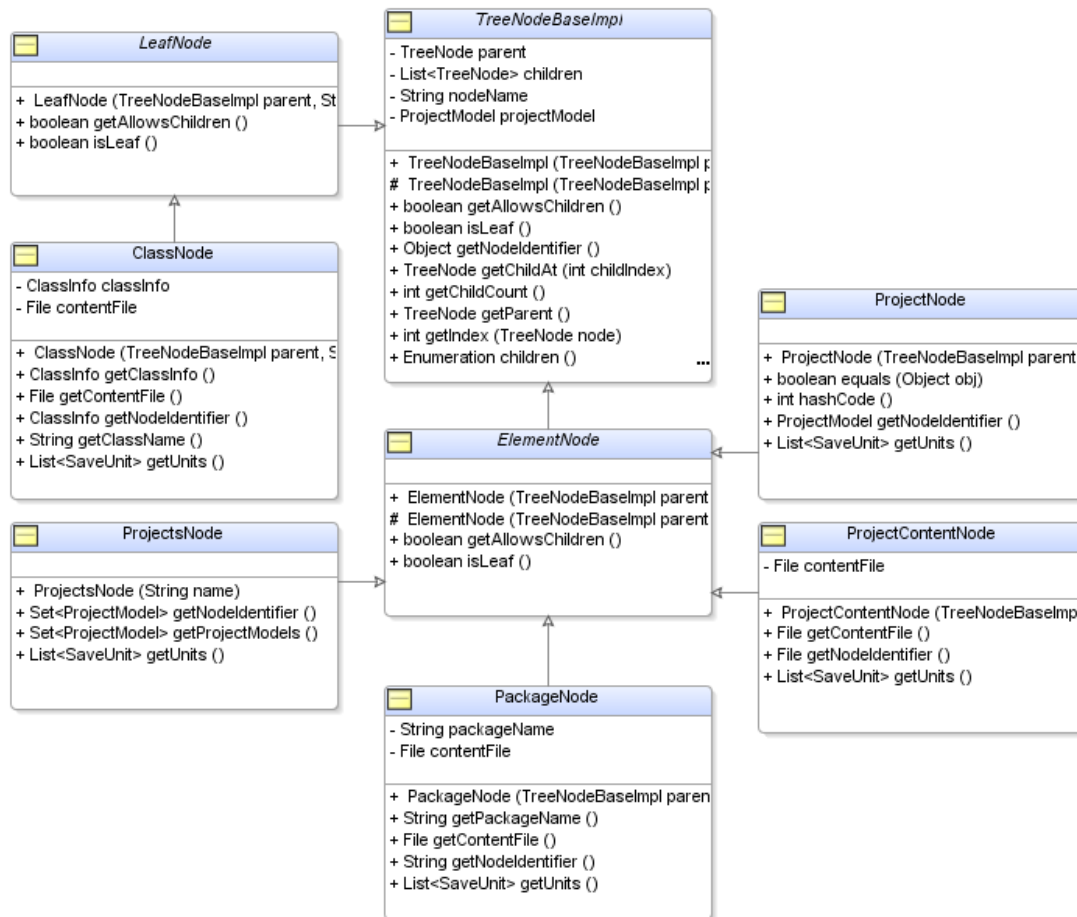 LeafNode
+ LeafNode (TreeNodeBaseImpl parent, St
+ boolean getAllowsChildren ()
+ boolean isLeaf ()
TreeNodeBaseImpl
- TreeNode parent
- List<TreeNode> children
- String nodeName
- ProjectModel projectModel
+ TreeNodeBaseImpl (TreeNodeBaseImpl p
# TreeNodeBaseImpl (TreeNodeBaseImpl p
+ boolean getAllowsChildren ()
+ boolean isLeaf ()
+ Object getNodeIdentifier ()
+ TreeNode getChildAt (int childIndex)
+ int getChildCount ()
+ TreeNode getParent ()
+ int getIndex (TreeNode node)
+ Enumeration children ()
...
ClassNode
- ClassInfo classInfo
- File contentFile
+ ClassNode (TreeNodeBaseImpl parent, S
+ ClassInfo getClassInfo ()
+ File getContentFile ()
+ ClassInfo getNodeIdentifier ()
+ String getClassName ()
+ List<SaveUnit> getUnits ()
ProjectNode
+ ProjectNode (TreeNodeBaseImpl parent
+ boolean equals (Object obj)
+ int hashCode ()
+ ProjectModel getNodeIdentifier ()
+ List<SaveUnit> getUnits ()
ElementNode
+ ElementNode (TreeNodeBaseImpl parent
# ElementNode (TreeNodeBaseImpl parent
+ boolean getAllowsChildren ()
+ boolean isLeaf ()
ProjectsNode
+ ProjectsNode (String name)
+ Set<ProjectModel> getNodeIdentifier ()
+ Set<ProjectModel> getProjectModels ()
+ List<SaveUnit> getUnits ()
ProjectContentNode
- File contentFile
+ ProjectContentNode (TreeNodeBaseImp
+ File getContentFile ()
+ File getNodeIdentifier ()
+ List<SaveUnit> getUnits ()
PackageNode
- String packageName
- File contentFile
+ PackageNode (TreeNodeBaseImpl paren
+ String getPackageName ()
+ File getContentFile ()
+ String getNodeIdentifier ()
+ List<SaveUnit> getUnits ()